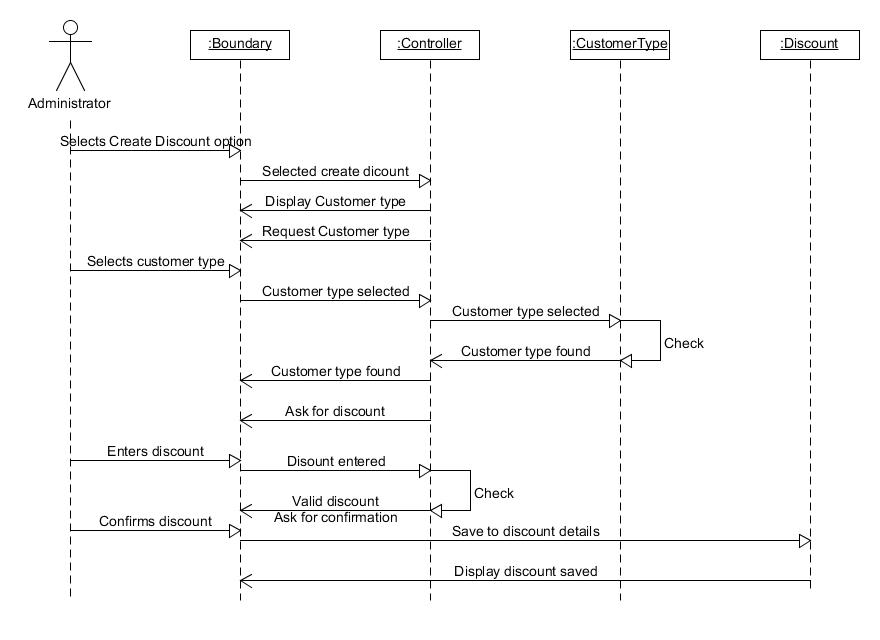 :Boundary
:Controller
:CustomerType
:Discount
Administrator
Selects Create Discount option
Selected create dicount
Display Customer type
Request Customer type
Selects customer type
Customer type selected
Customer type selected
Check
Customer type found
Customer type found
Ask for discount
Enters discount
Disount entered
Check
Valid discount
Ask for confirmation
Confirms discount
Save to discount details
Display discount saved